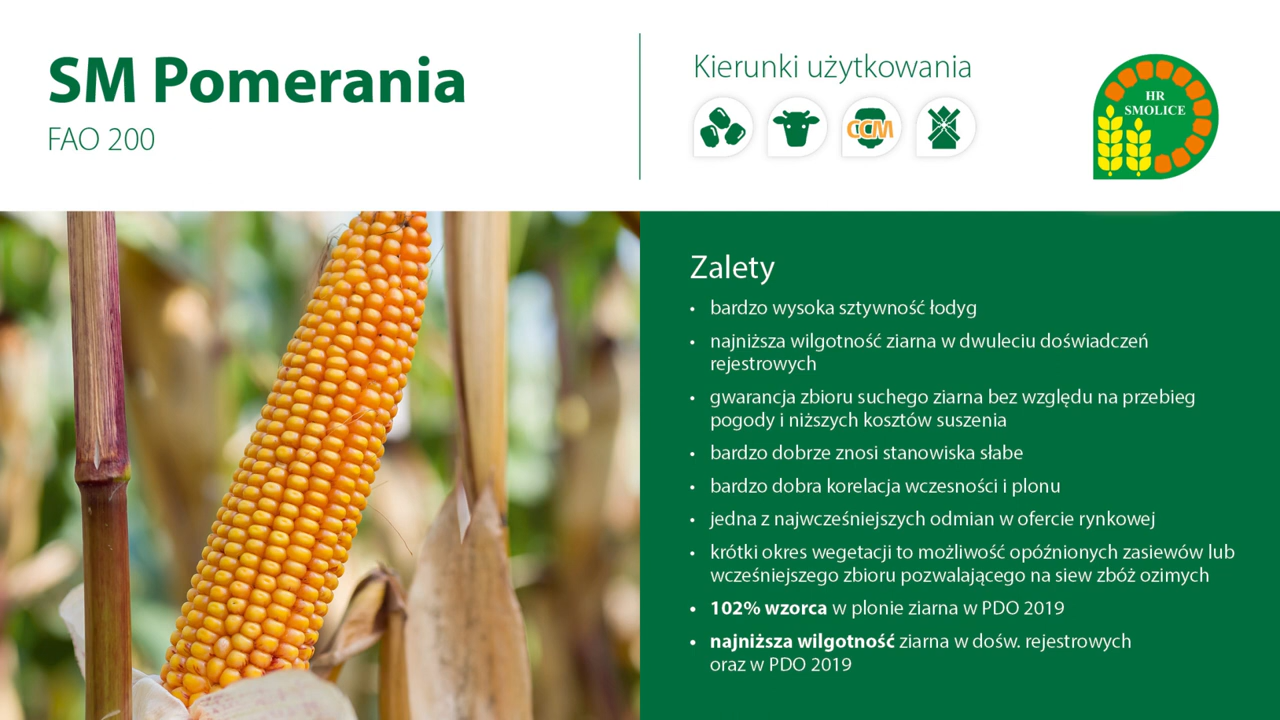 SM Pomerania
FAO 200
Kierunki użytkowania
CCM
HR
SMOLICE
Zalety
• bardzo wysoka sztywność łodyg
• najniższa wilgotność ziarna w dwuleciu doświadczeń
rejestrowych
• gwarancja zbioru suchego ziarna bez względu na przebieg
pogody i niższych kosztów suszenia
• bardzo dobrze znosi stanowiska słabe
• bardzo dobra korelacja wczesności i plonu
• jedna z najwcześniejszych odmian w ofercie rynkowej
• krótki okres wegetacji to możliwość opóźnionych zasiewów lub
wcześniejszego zbioru pozwalającego na siew zbóż ozimych
• 102% wzorca w plonie ziarna w PDO 2019
• najniższa wilgotność ziarna w dośw. rejestrowych
oraz w PDO 2019